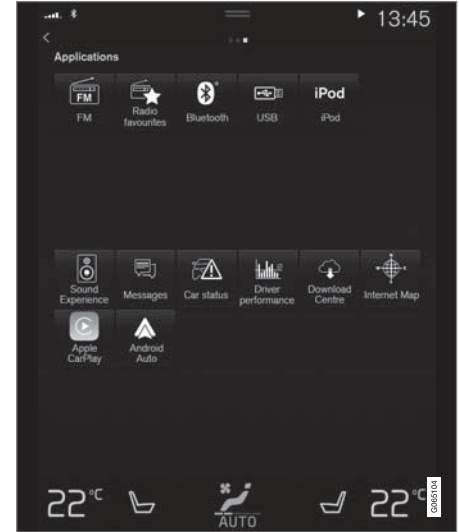 13:45
Applications
FM
FM
Radio
favourites
Bluetooth
USB
iPod
iPod
Sound
Experience
Messages
Car status
Driver
performance
Download
Centre
Internet Map
Apple
CarPlay
Android
Auto
22°C
AUTO
22°C
G065104